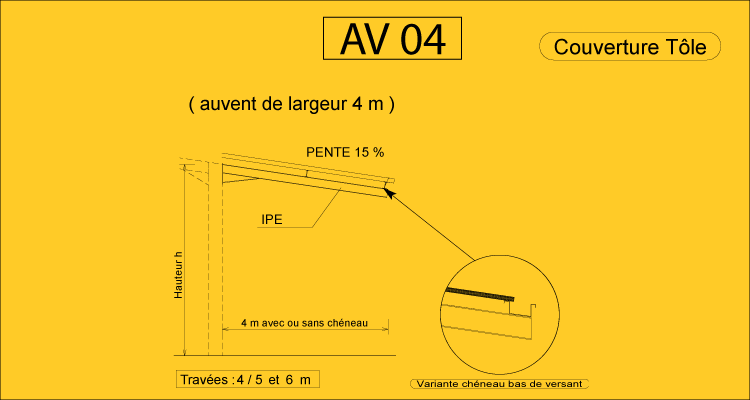 AV 04
Couverture Tôle
( auvent de largeur 4 m )
PENTE 15 %
IPE
Hauteur h
4 m avec ou sans chéneau
Travées : 4 / 5 et 6 m
Variante chéneau bas de versant